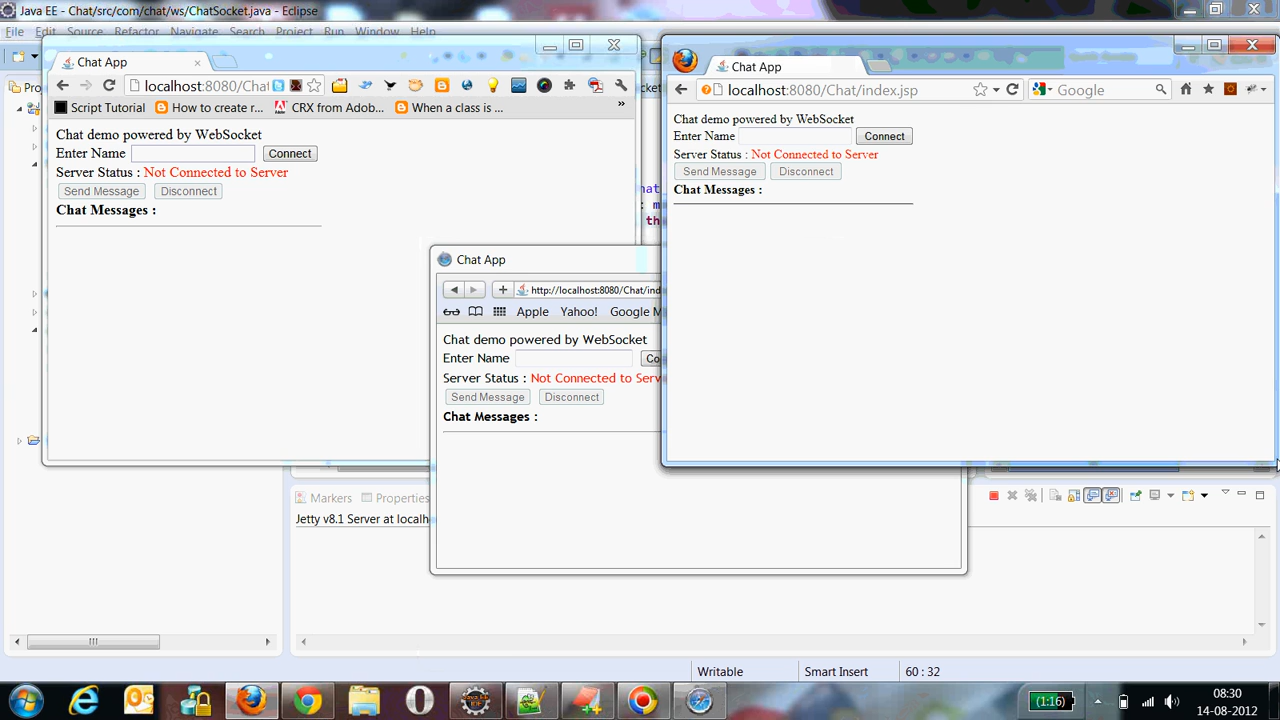 Java EE - Chat/src/com/chat/ws/ChatSocket.java - Eclipse
File Edit Source Refactor Navigate Search Project Run Window Help
Chat App
localhost:8080/Chat
Script Tutorial How to create r... CRX from Adob... When a class is ... »
Chat demo powered by WebSocket
Enter Name Connect
Server Status : Not Connected to Server
Send Message Disconnect
Chat Messages :
Chat App
localhost:8080/Chat/index.jsp Google
Chat demo powered by WebSocket
Enter Name Connect
Server Status : Not Connected to Server
Send Message Disconnect
Chat Messages :
Chat App
http://localhost:8080/Chat/ind
Apple Yahoo! Google M
Chat demo powered by WebSocket
Enter Name Co
Server Status : Not Connected to Serv
Send Message Disconnect
Chat Messages :
Markers Properties
Jetty v8.1 Server at localh
Writable Smart Insert 60 : 32
(1:16) 08:30
14-08-2012